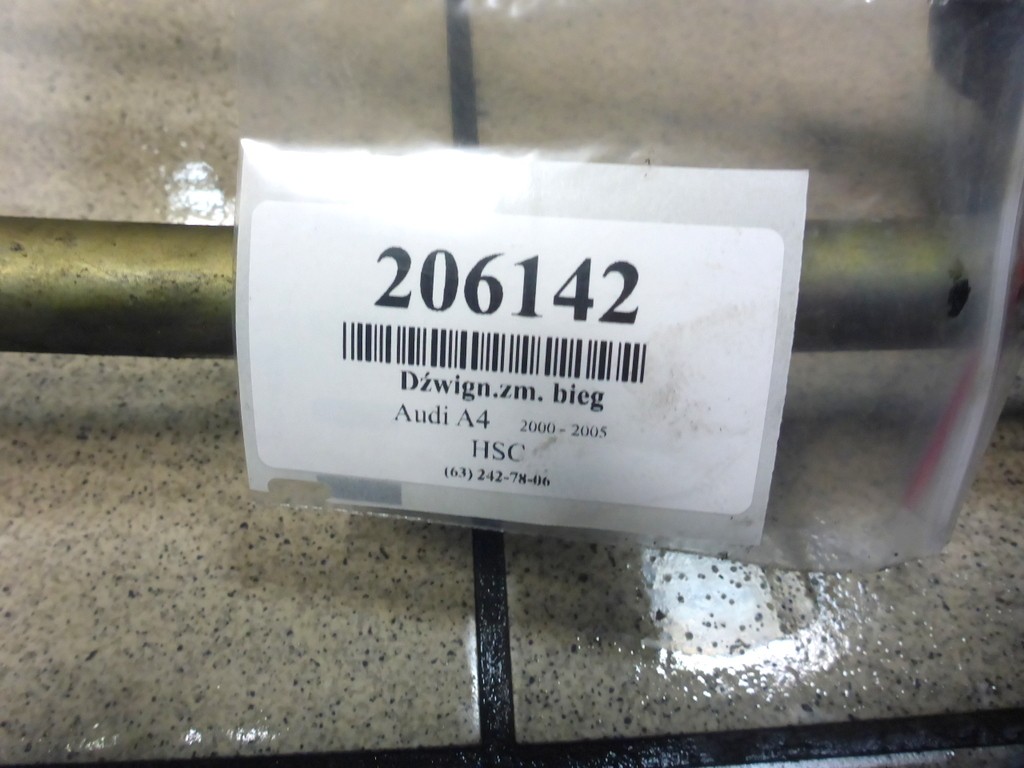 206142
Dźwign.zm. bieg
Audi A4 2000 - 2005
HSC
(63) 242-78-06